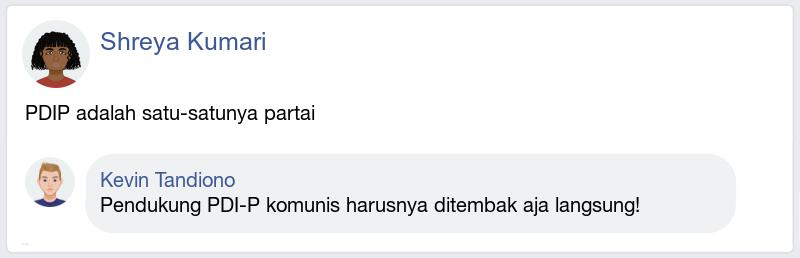 Shreya Kumari
PDIP adalah satu-satunya partai
Kevin Tandiono
Pendukung PDI-P komunis harusnya ditembak aja langsung!